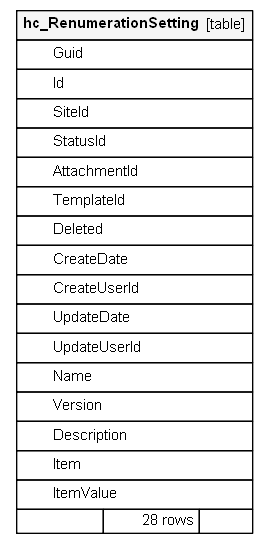 hc_RenumerationSetting [table]
Guid
Id
SiteId
StatusId
AttachmentId
TemplateId
Deleted
CreateDate
CreateUserId
UpdateDate
UpdateUserId
Name
Version
Description
Item
ItemValue
28 rows